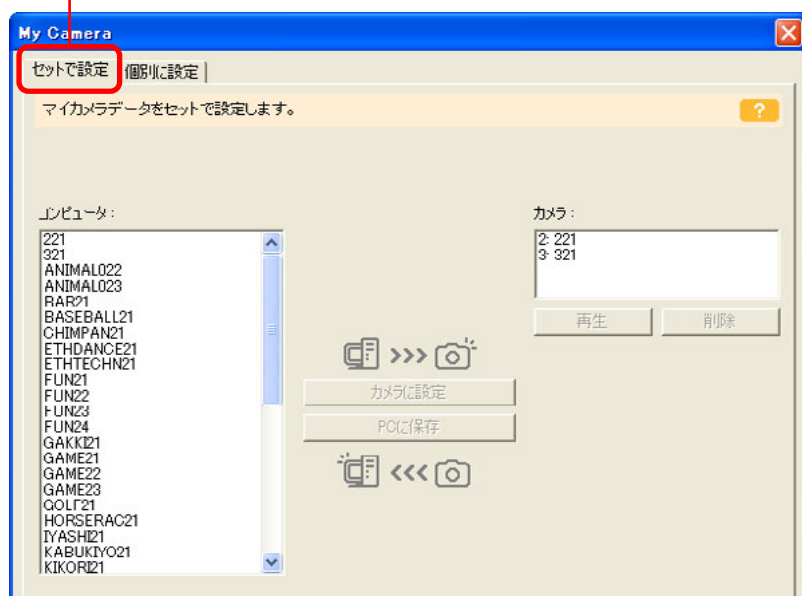 My Camera
セットで設定 個別に設定
マイカメラデータをセットで設定します。
?
コンピュータ:
221
321
ANIMAL022
ANIMAL023
BAR21
BASEBALL21
CHIMPAN21
ETHDANCE21
ETHTECHN21
FUN21
FUN22
FUN23
FUN24
GAKKI21
GAME21
GAME22
GAME23
GOLF21
HORSERAC21
IYASHI21
KABUKIYO21
KIKORI21
>>>
カメラに設定
PCに保存
<<<
カメラ:
2: 221
3: 321
再生 削除